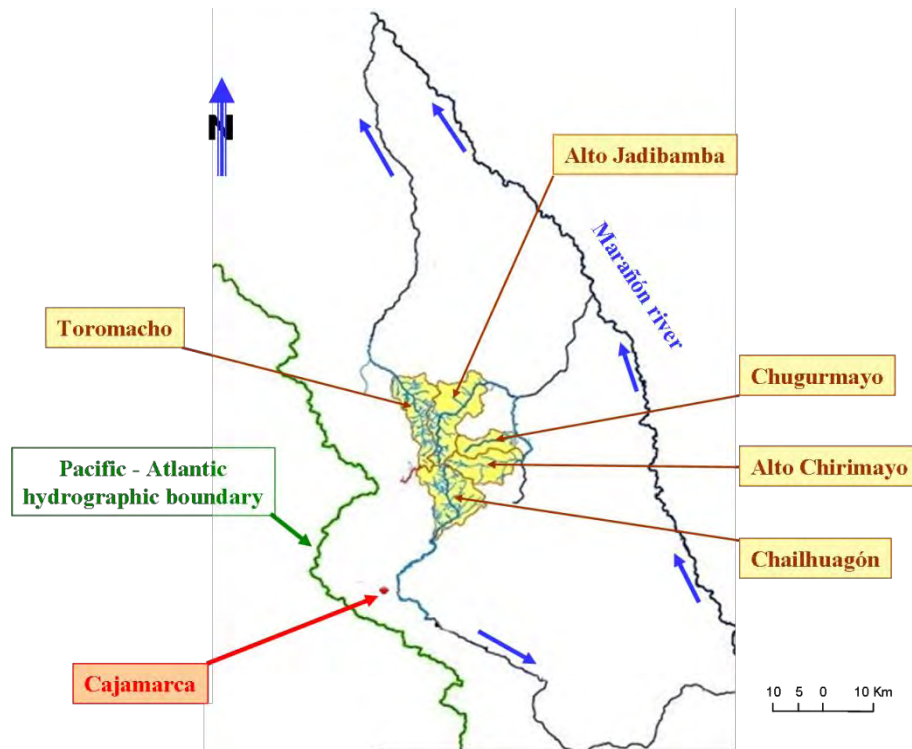 N
Alto Jadibamba
Marañón river
Toromacho
Chugurmayo
Pacific - Atlantic
hydrographic boundary
Alto Chirimayo
Chailhuagón
Cajamarca
10 5 0 10 Km